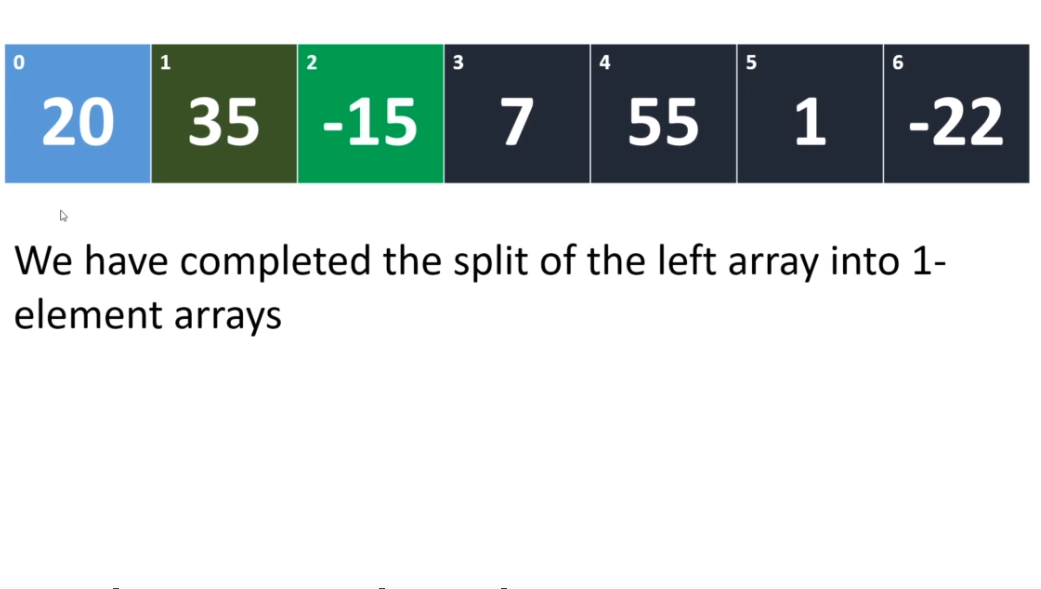 0 1 2 3 4 5 6
20 35 -15 7 55 1 -22
We have completed the split of the left array into 1-
element arrays